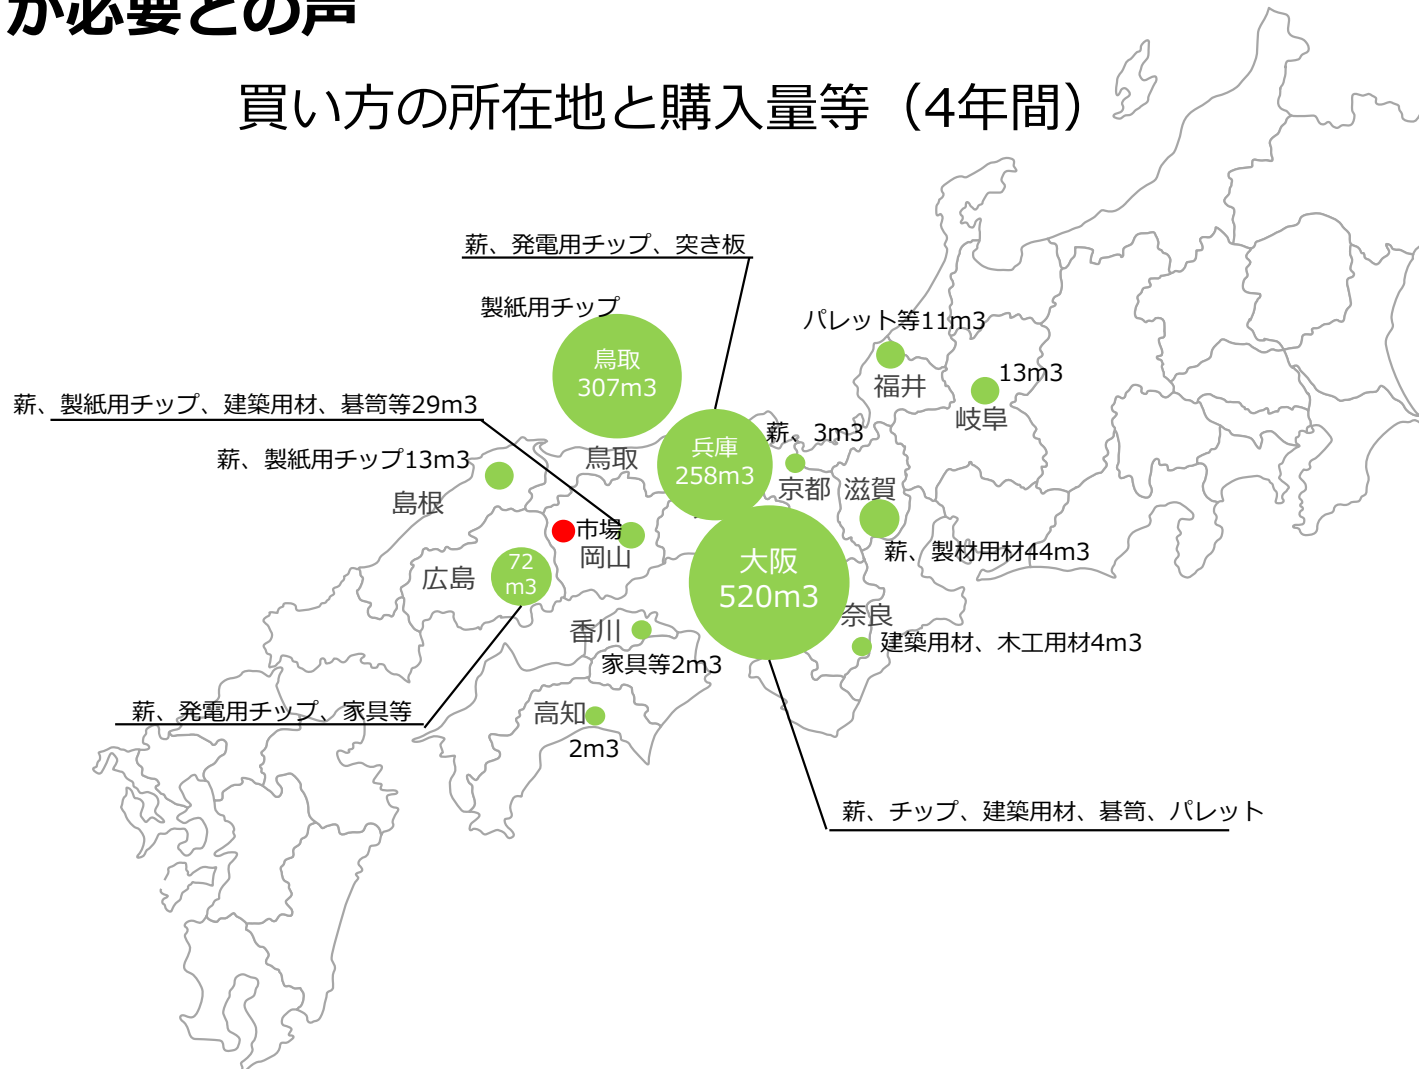 が必要との声
買い方の所在地と購入量等（4年間）
薪、発電用チップ、突き板
製紙用チップ
鳥取
307m3
パレット等11m3
福井
13m3
岐阜
薪、製紙用チップ、建築用材、碁笥等29m3
薪、製紙用チップ13m3
島根
鳥取
兵庫
258m3
薪、3m3
京都
滋賀
薪、製材用材44m3
市場
岡山
広島
72
m3
大阪
520m3
奈良
建築用材、木工用材4m3
香川
家具等2m3
薪、発電用チップ、家具等
高知
2m3
薪、チップ、建築用材、碁笥、パレット